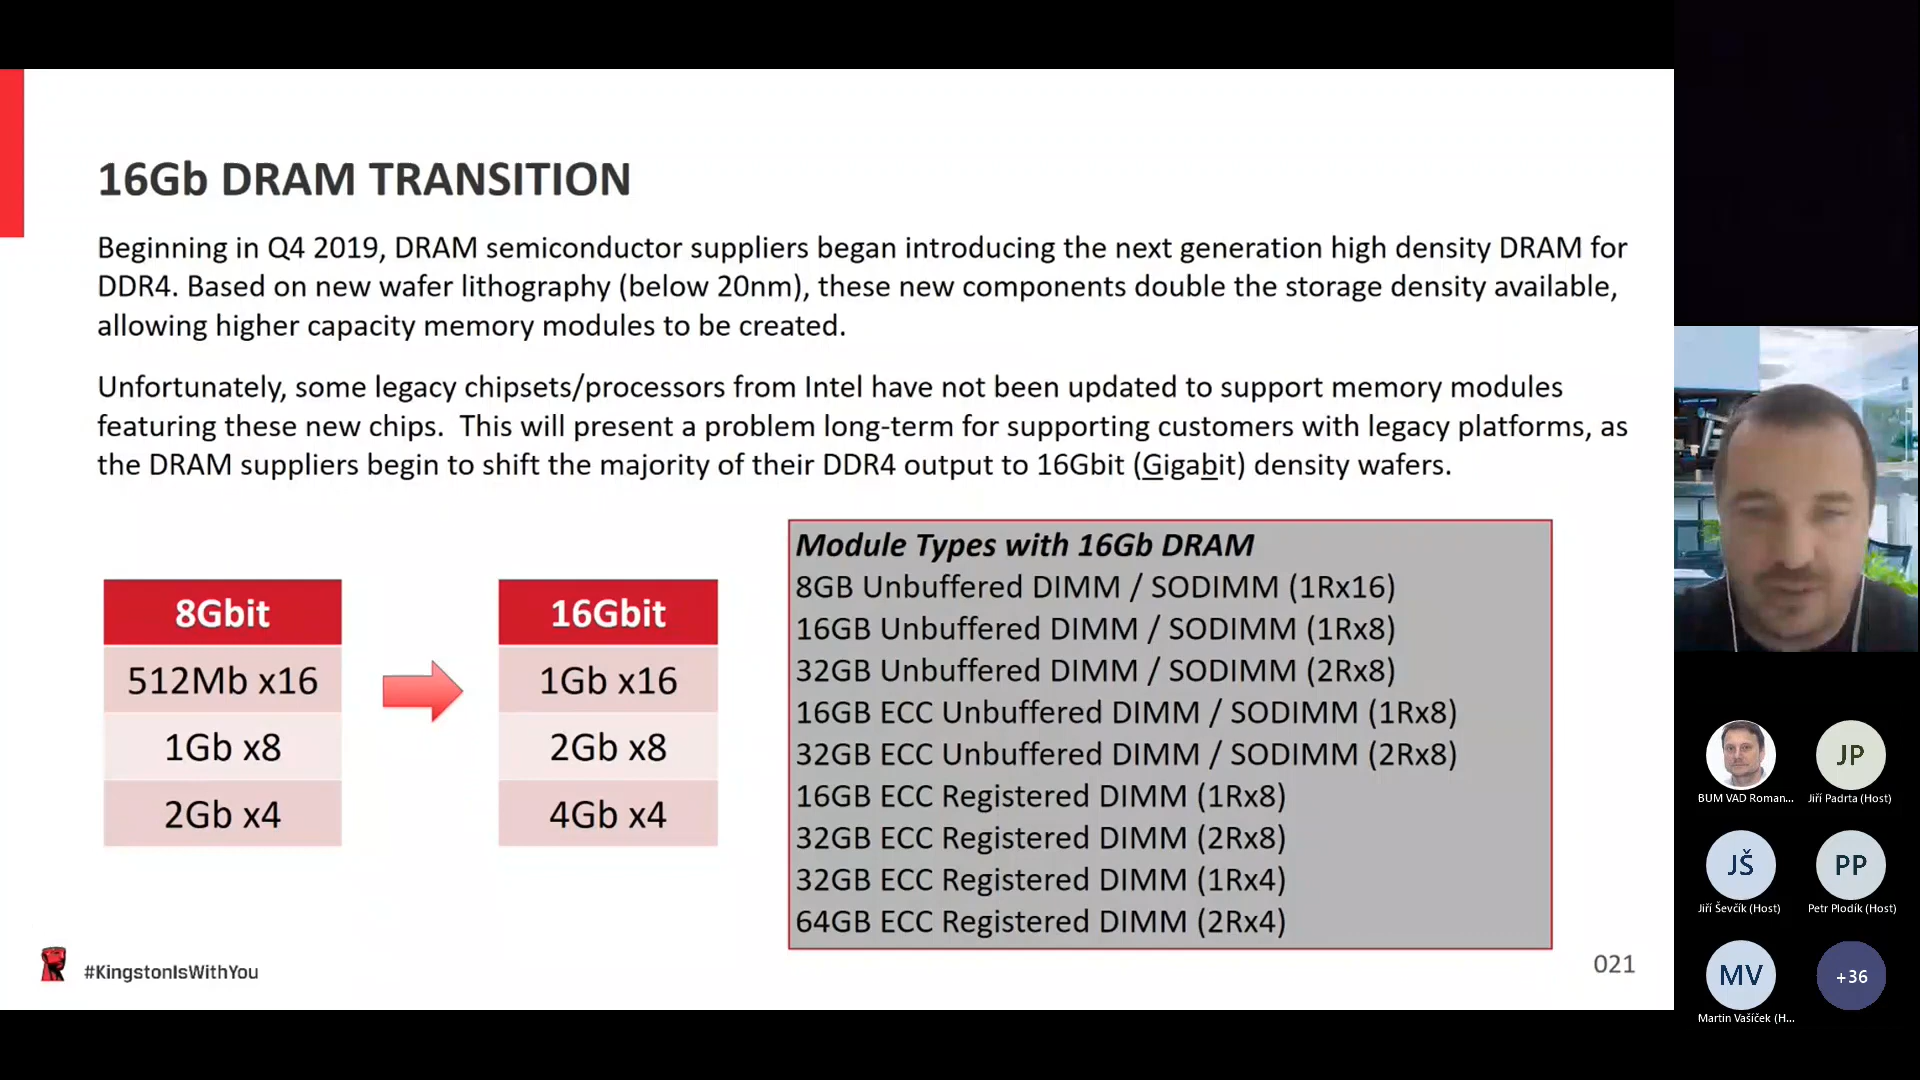 16Gb DRAM TRANSITION
Beginning in Q4 2019, DRAM semiconductor suppliers began introducing the next generation high density DRAM for
DDR4. Based on new wafer lithography (below 20nm), these new components double the storage density available,
allowing higher capacity memory modules to be created.
Unfortunately, some legacy chipsets/processors from Intel have not been updated to support memory modules
featuring these new chips.  This will present a problem long-term for supporting customers with legacy platforms, as
the DRAM suppliers begin to shift the majority of their DDR4 output to 16Gbit (Gigabit) density wafers.
8Gbit
512Mb x16
1Gb x8
2Gb x4
16Gbit
1Gb x16
2Gb x8
4Gb x4
Module Types with 16Gb DRAM
8GB Unbuffered DIMM / SODIMM (1Rx16)
16GB Unbuffered DIMM / SODIMM (1Rx8)
32GB Unbuffered DIMM / SODIMM (2Rx8)
16GB ECC Unbuffered DIMM / SODIMM (1Rx8)
32GB ECC Unbuffered DIMM / SODIMM (2Rx8)
16GB ECC Registered DIMM (1Rx8)
32GB ECC Registered DIMM (2Rx8)
32GB ECC Registered DIMM (1Rx4)
64GB ECC Registered DIMM (2Rx4)
#KingstonIsWithYou
021
BUM VAD Roman...
JP
Jiří Padrta (Host)
JŠ
Jiří Ševčík (Host)
PP
Petr Plodík (Host)
MV
Martin Vašíček (H...
+36